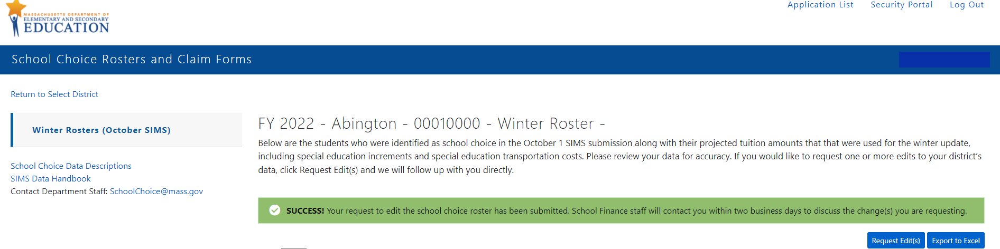 MASSACHUSETTS DEPARTMENT OF
ELEMENTARY AND SECONDARY
EDUCATION
Application List Security Portal Log Out
School Choice Rosters and Claim Forms
Return to Select District
Winter Rosters (October SIMS)
School Choice Data Descriptions
SIMS Data Handbook
Contact Department Staff: SchoolChoice@mass.gov
FY 2022 - Abington - 00010000 - Winter Roster -
Below are the students who were identified as school choice in the October 1 SIMS submission along with their projected tuition amounts that that were used for the winter update,
including special education increments and special education transportation costs. Please review your data for accuracy. If you would like to request one or more edits to your district's
data, click Request Edit(s) and we will follow up with you directly.
SUCCESS! Your request to edit the school choice roster has been submitted. School Finance staff will contact you within two business days to discuss the change(s) you are requesting.
Request Edit(s) Export to Excel